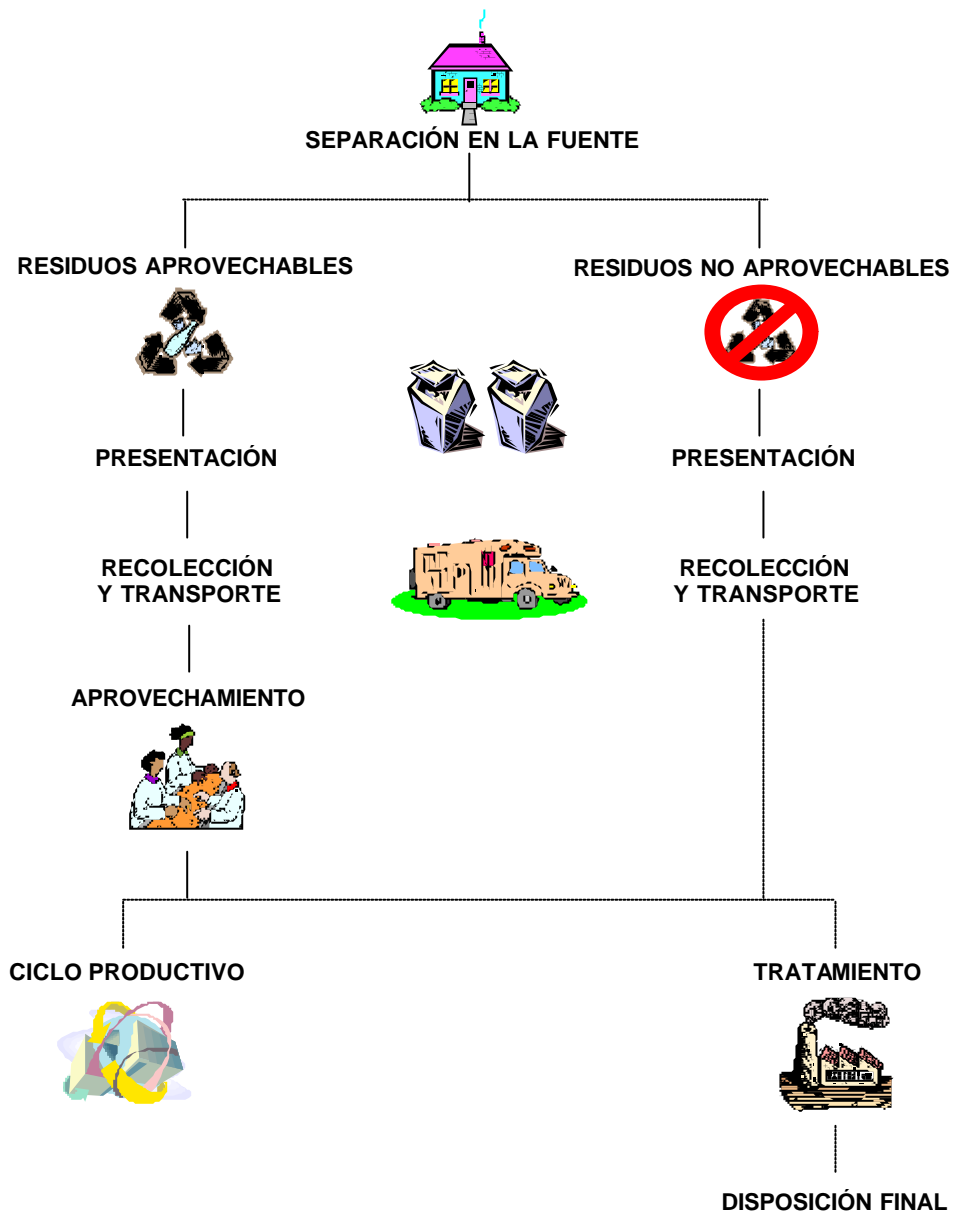 SEPARACIÓN EN LA FUENTE
RESIDUOS APROVECHABLES
RESIDUOS NO APROVECHABLES
PRESENTACIÓN
PRESENTACIÓN
RECOLECCIÓN
Y TRANSPORTE
RECOLECCIÓN
Y TRANSPORTE
APROVECHAMIENTO
CICLO PRODUCTIVO
TRATAMIENTO
DISPOSICIÓN FINAL